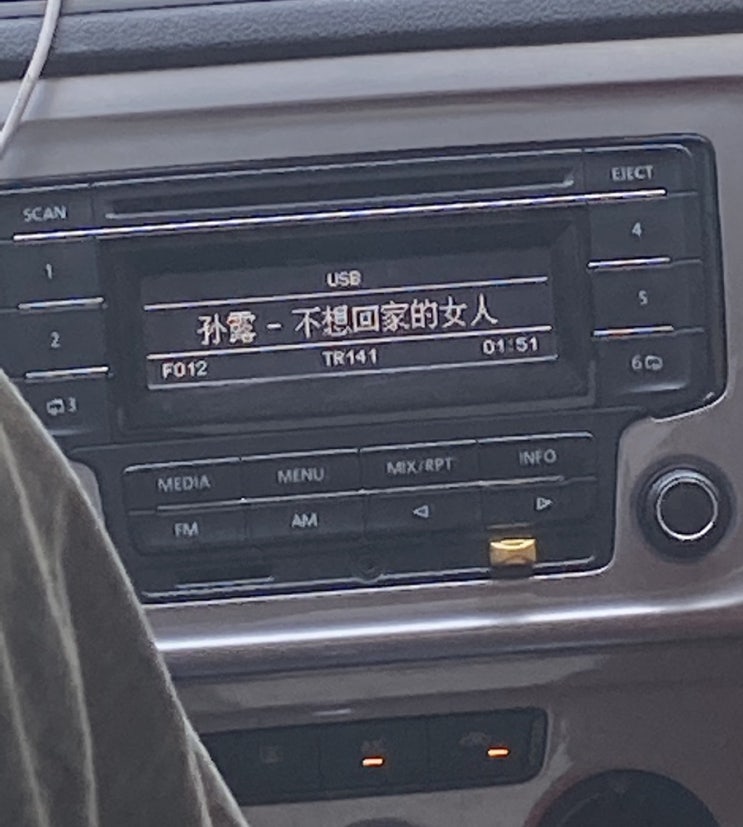 SCAN
EJECT
1
4
USB
孙露 - 不想回家的女人
5
2
F012 TR141 01:51
6
3
MEDIA MENU MIX/RPT INFO
FM AM